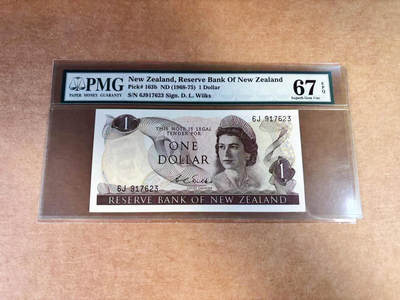 PMG
PAPER MONEY GUARANTY
New Zealand, Reserve Bank Of New Zealand
Pick# 163b ND (1968-75) 1 Dollar
S/N 6J917623 Sign. D. L. Wilks
67 EPQ
Superb Gem Unc
1
THIS NOTE IS LEGAL
TENDER FOR
ONE
DOLLAR
6J 917623
6J 917623
1
RESERVE BANK OF NEW ZEALAND